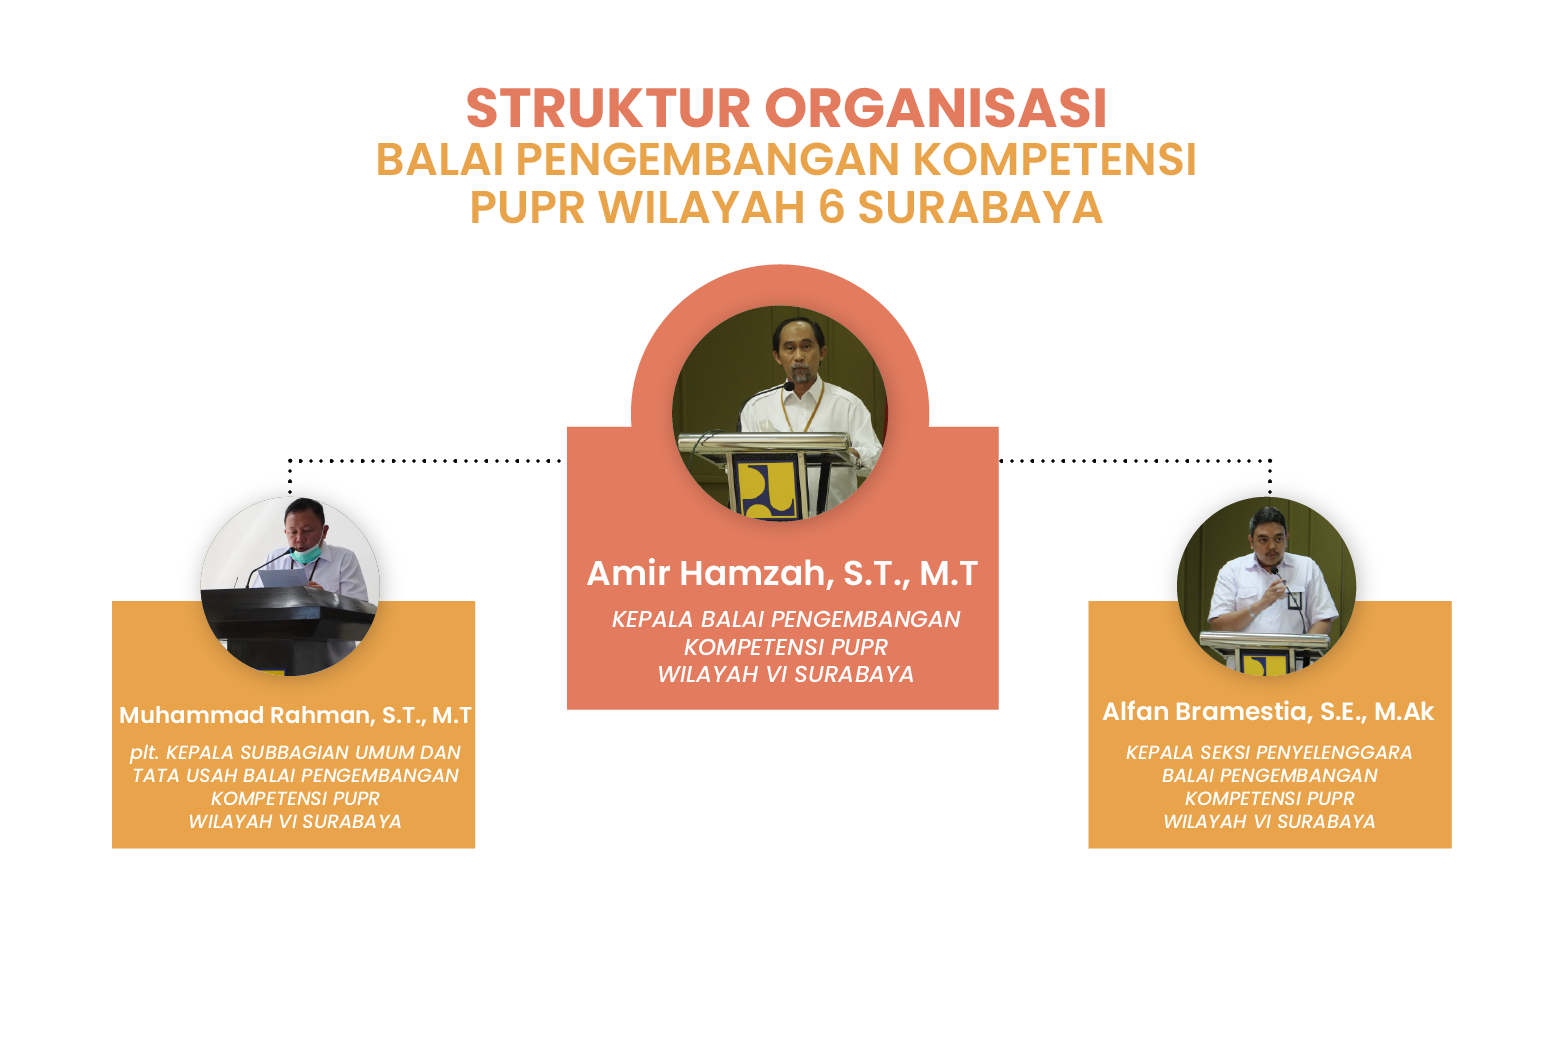 STRUKTUR ORGANISASI
BALAI PENGEMBANGAN KOMPETENSI
PUPR WILAYAH 6 SURABAYA
Amir Hamzah, S.T., M.T
KEPALA BALAI PENGEMBANGAN
KOMPETENSI PUPR
WILAYAH VI SURABAYA
Muhammad Rahman, S.T., M.T
plt. KEPALA SUBBAGIAN UMUM DAN
TATA USAH BALAI PENGEMBANGAN
KOMPETENSI PUPR
WILAYAH VI SURABAYA
Alfan Bramestia, S.E., M.Ak
KEPALA SEKSI PENYELENGGARA
BALAI PENGEMBANGAN
KOMPETENSI PUPR
WILAYAH VI SURABAYA